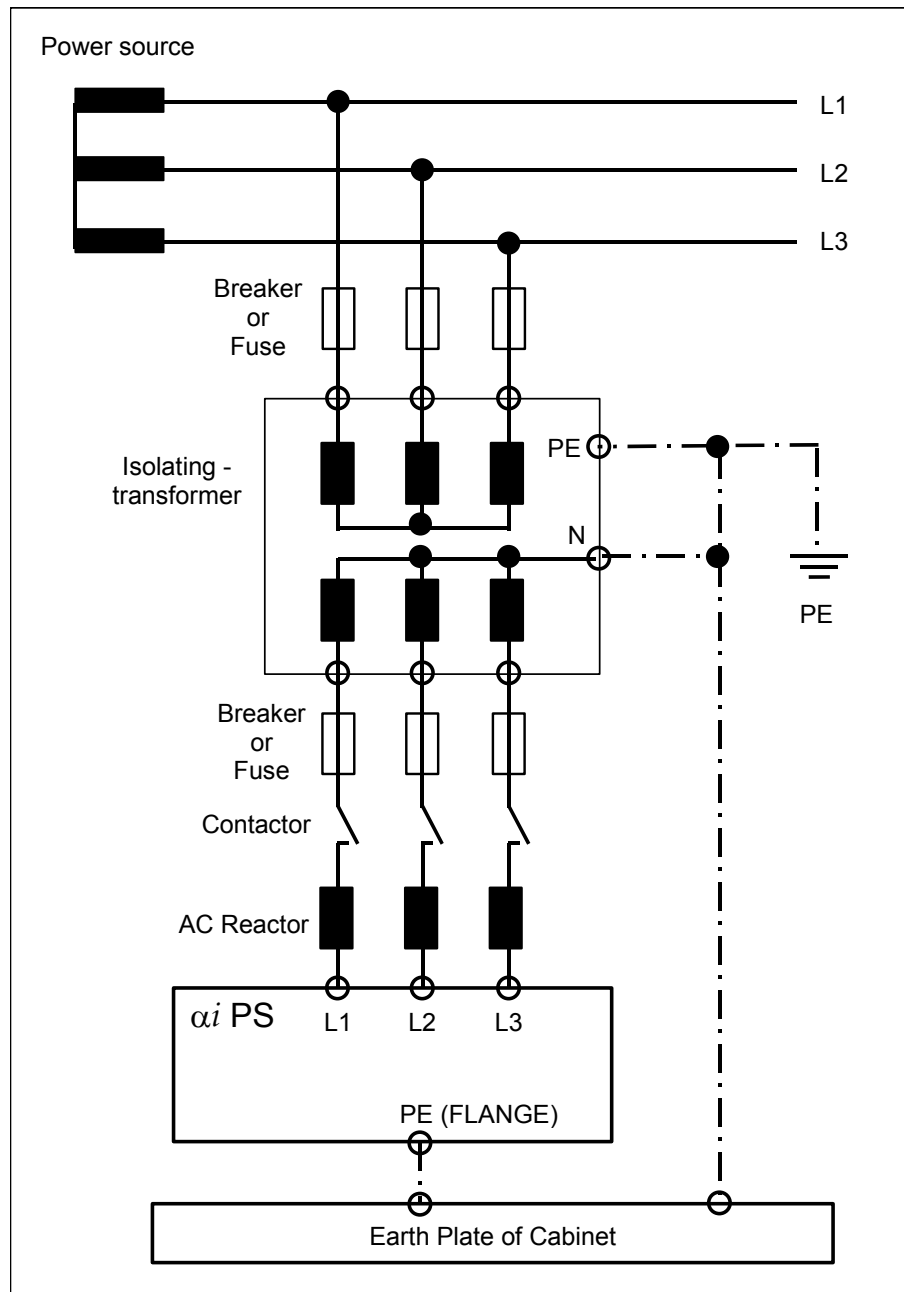 Power source
L1
L2
L3
Breaker
or
Fuse
PE
Isolating -
transformer
N
PE
Breaker
or
Fuse
Contactor
AC Reactor
αi PS
L1
L2
L3
PE (FLANGE)
Earth Plate of Cabinet